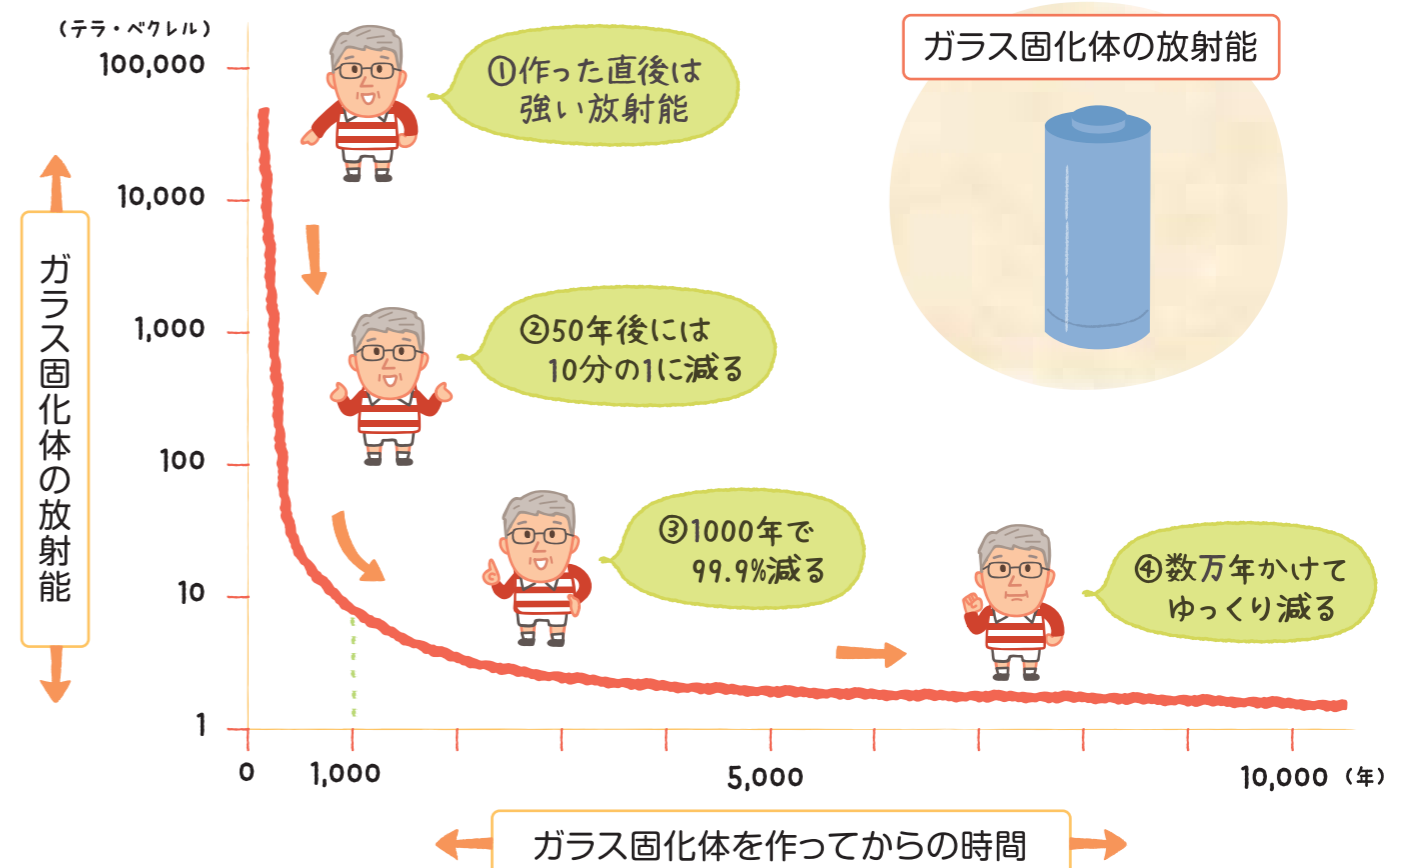 (テラ・ベクレル)
100,000
10,000
1,000
100
10
1
ガラス固化体の放射能
①作った直後は
強い放射能
②50年後には
10分の1に減る
③1000年で
99.9%減る
④数万年かけて
ゆっくり減る
ガラス固化体の放射能
0
1,000
5,000
10,000
(年)
ガラス固化体を作ってからの時間